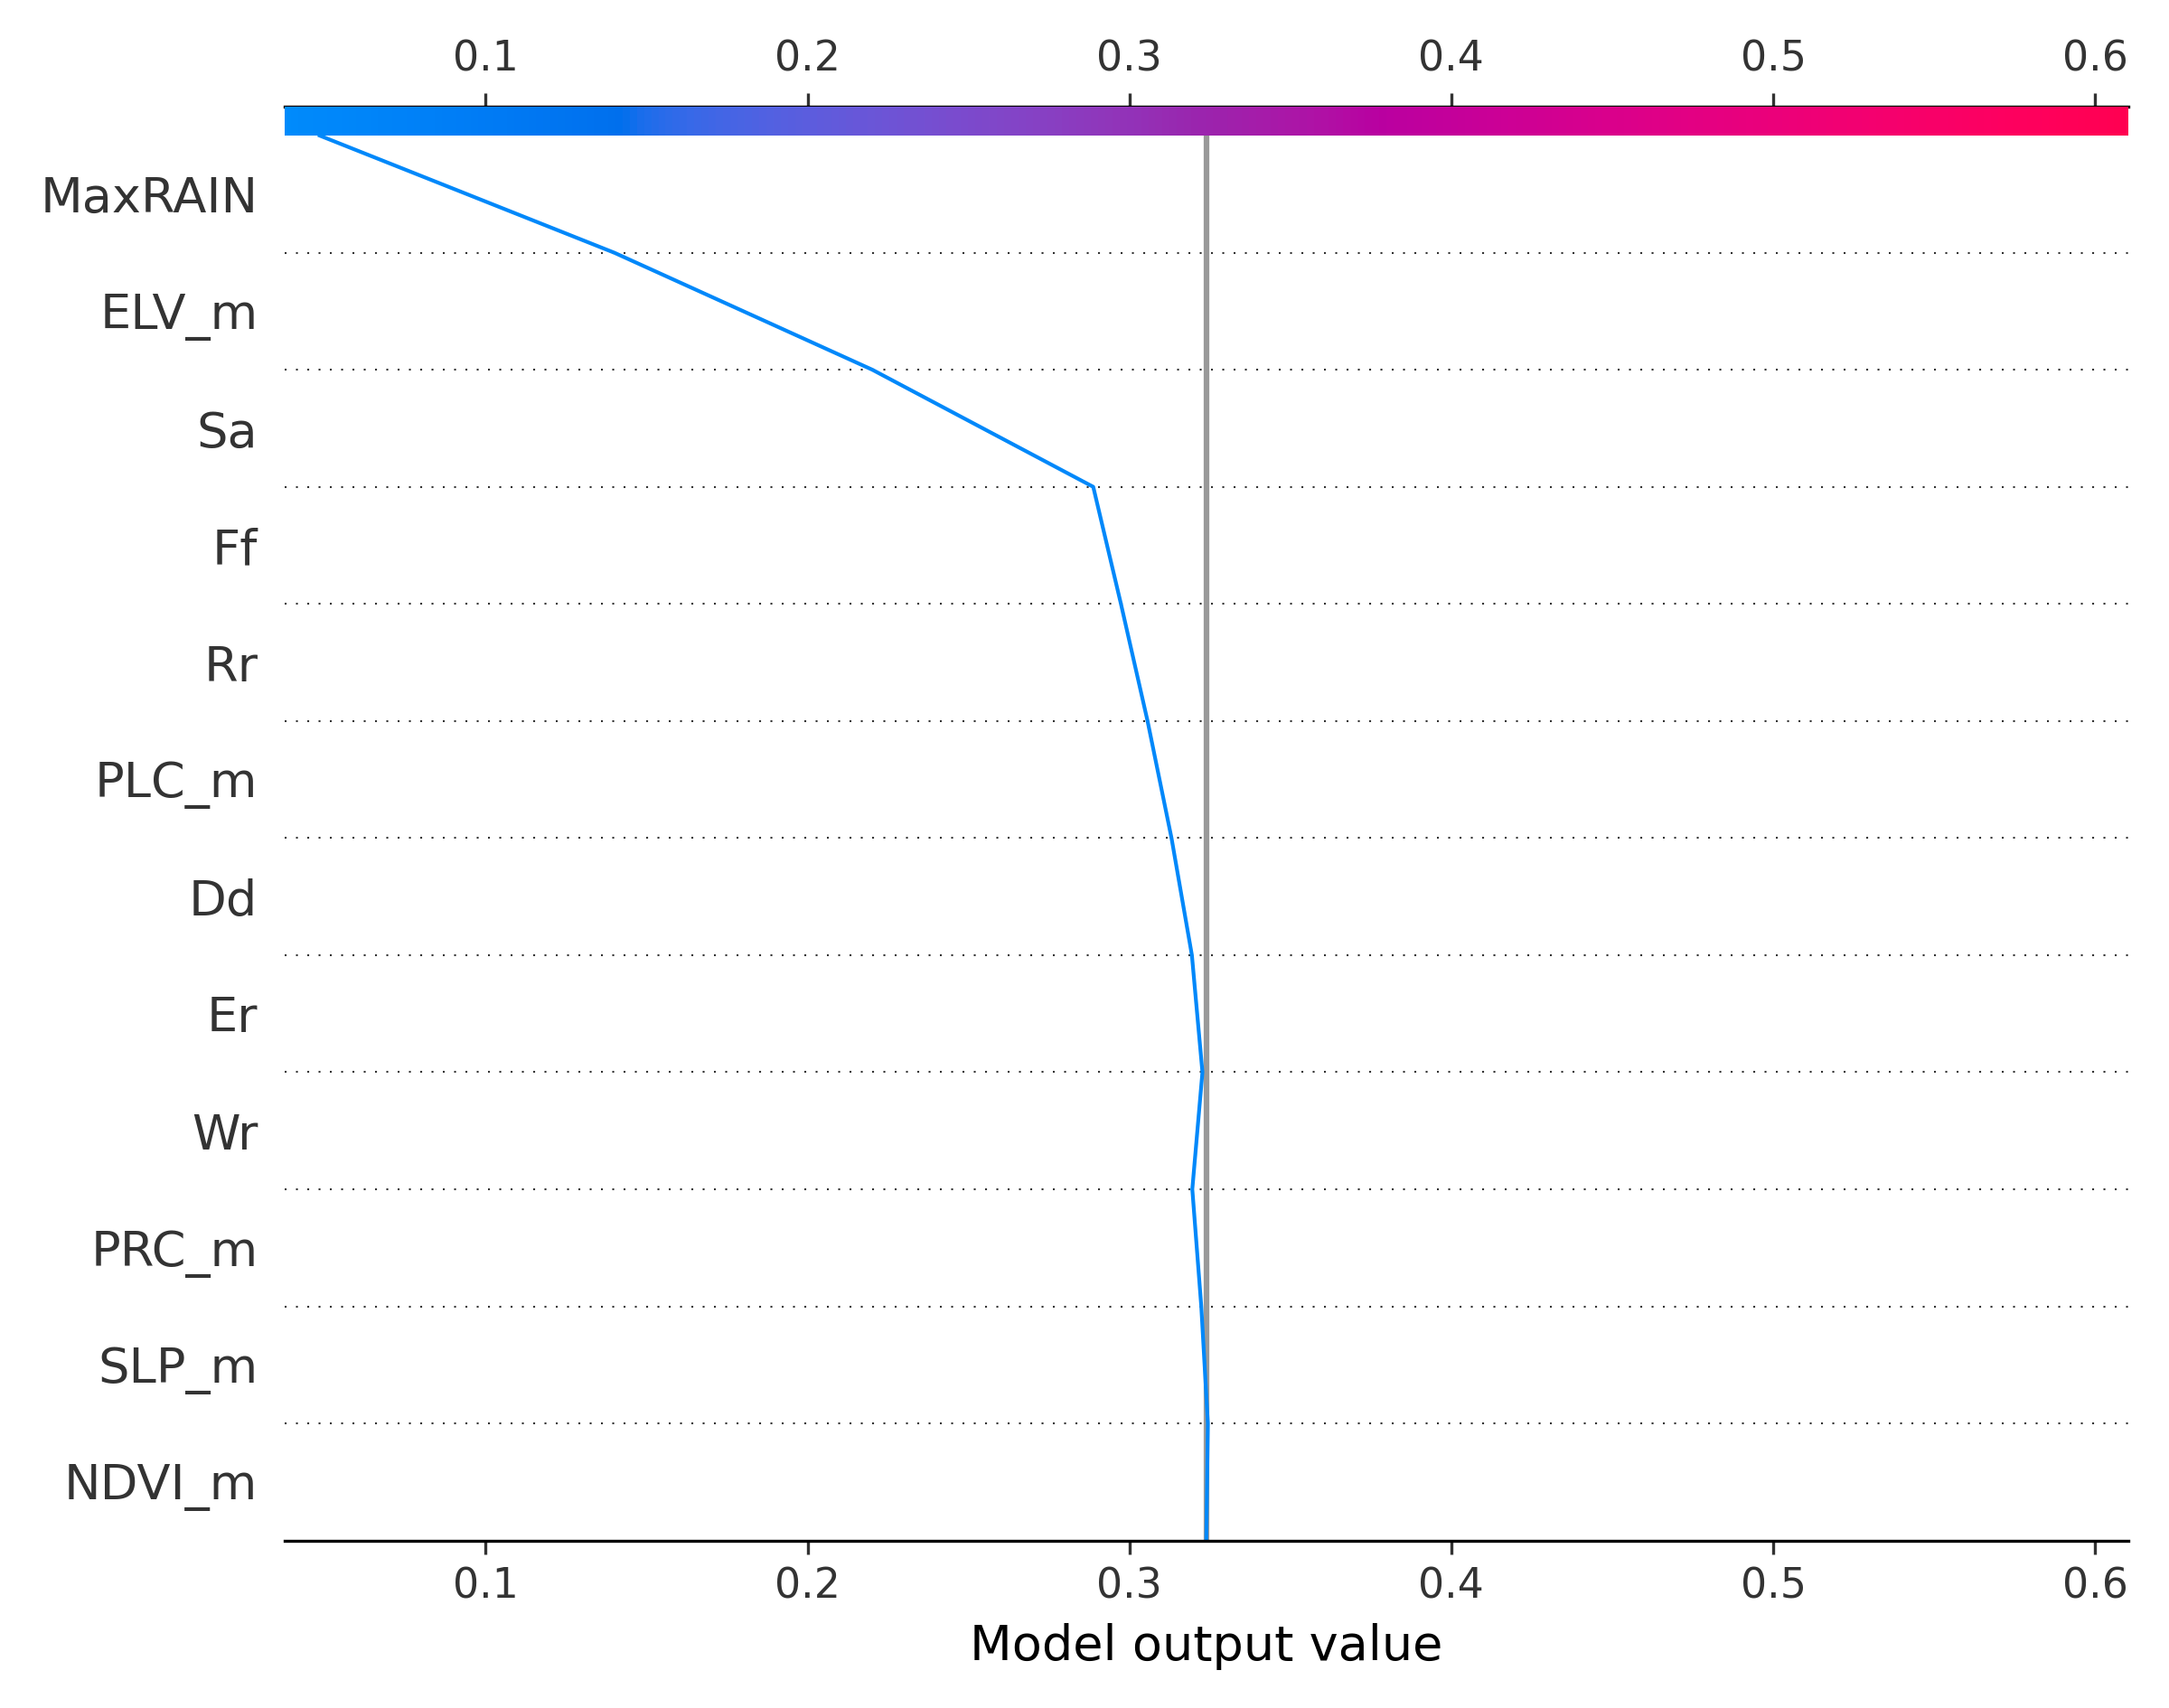 0.1 0.2 0.3 0.4 0.5 0.6
MaxRAIN
ELV_m
Sa
Ff
Rr
PLC_m
Dd
Er
Wr
PRC_m
SLP_m
NDVI_m
0.1 0.2 0.3 0.4 0.5 0.6
Model output value